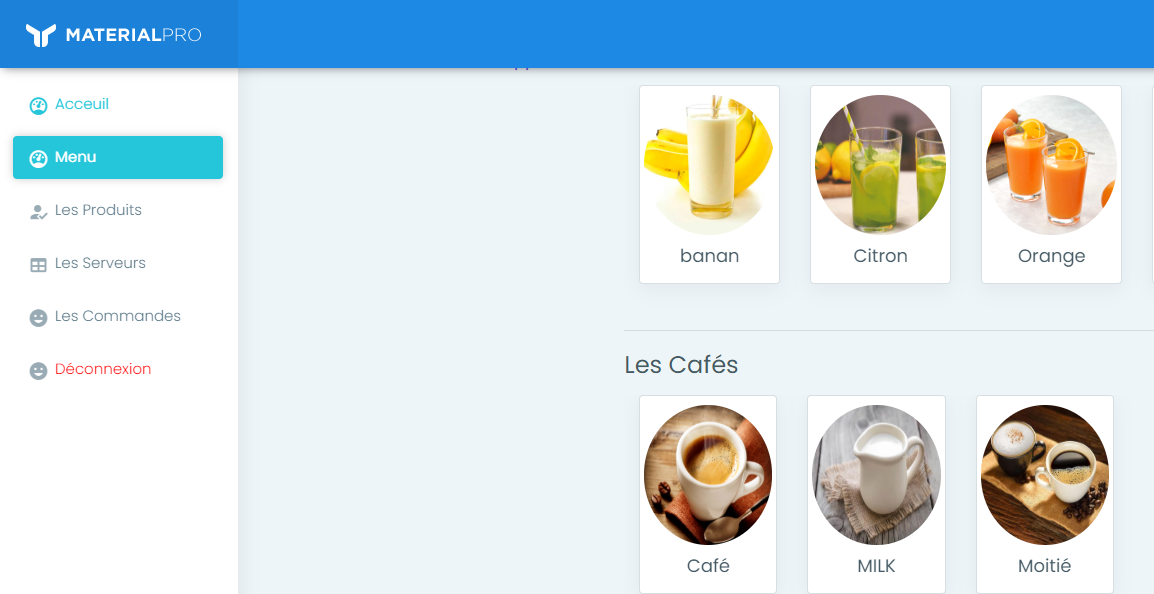 MATERIALPRO
Acceuil
Menu
Les Produits
Les Serveurs
Les Commandes
Déconnexion
banan
Citron
Orange
Les Cafés
Café
MILK
Moitié